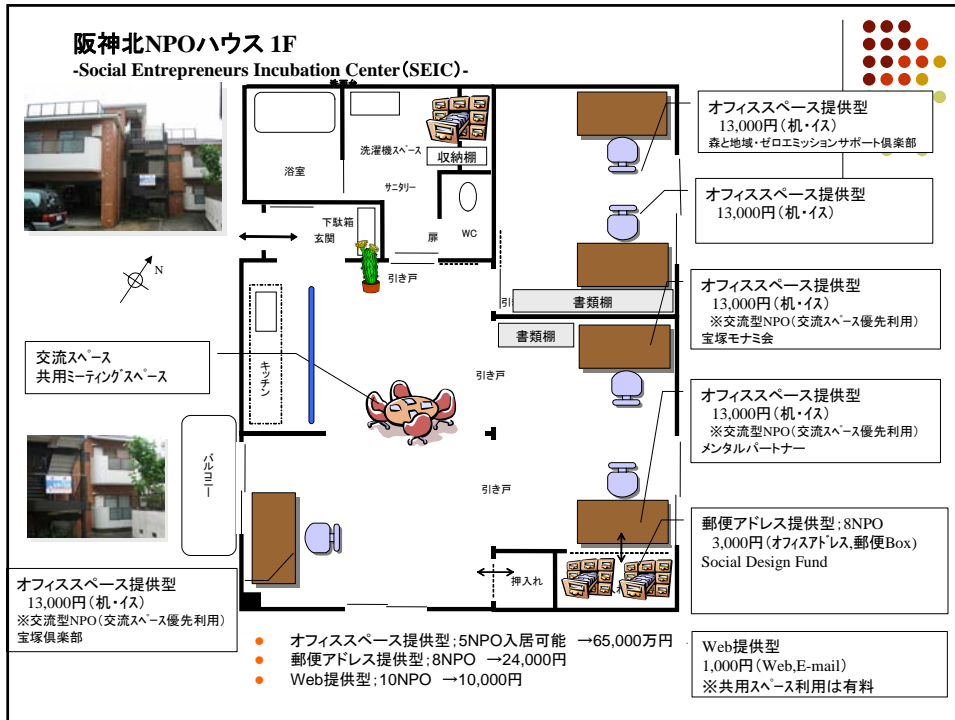 阪神北NPOハウス 1F
-Social Entrepreneurs Incubation Center(SEIC)-
洗面台
浴室
洗濯機スペース
収納棚
サニタリー
下駄箱
玄関
扉
WC
引き戸
N
キッチン
交流スペース
共用ミーティングスペース
バルコニー
書類棚
書類棚
引き戸
引き戸
押入れ
オフィススペース提供型
13,000円(机・イス)
森と地域・ゼロエミッションサポート倶楽部
オフィススペース提供型
13,000円(机・イス)
オフィススペース提供型
13,000円(机・イス)
※交流型NPO(交流スペース優先利用)
宝塚モナミ会
オフィススペース提供型
13,000円(机・イス)
※交流型NPO(交流スペース優先利用)
メンタルパートナー
郵便アドレス提供型;8NPO
3,000円(オフィスアドレス,郵便Box)
Social Design Fund
オフィススペース提供型
13,000円(机・イス)
※交流型NPO(交流スペース優先利用)
宝塚倶楽部
オフィススペース提供型;5NPO入居可能 →65,000万円
郵便アドレス提供型;8NPO →24,000円
Web提供型;10NPO →10,000円
Web提供型
1,000円(Web,E-mail)
※共用スペース利用は有料